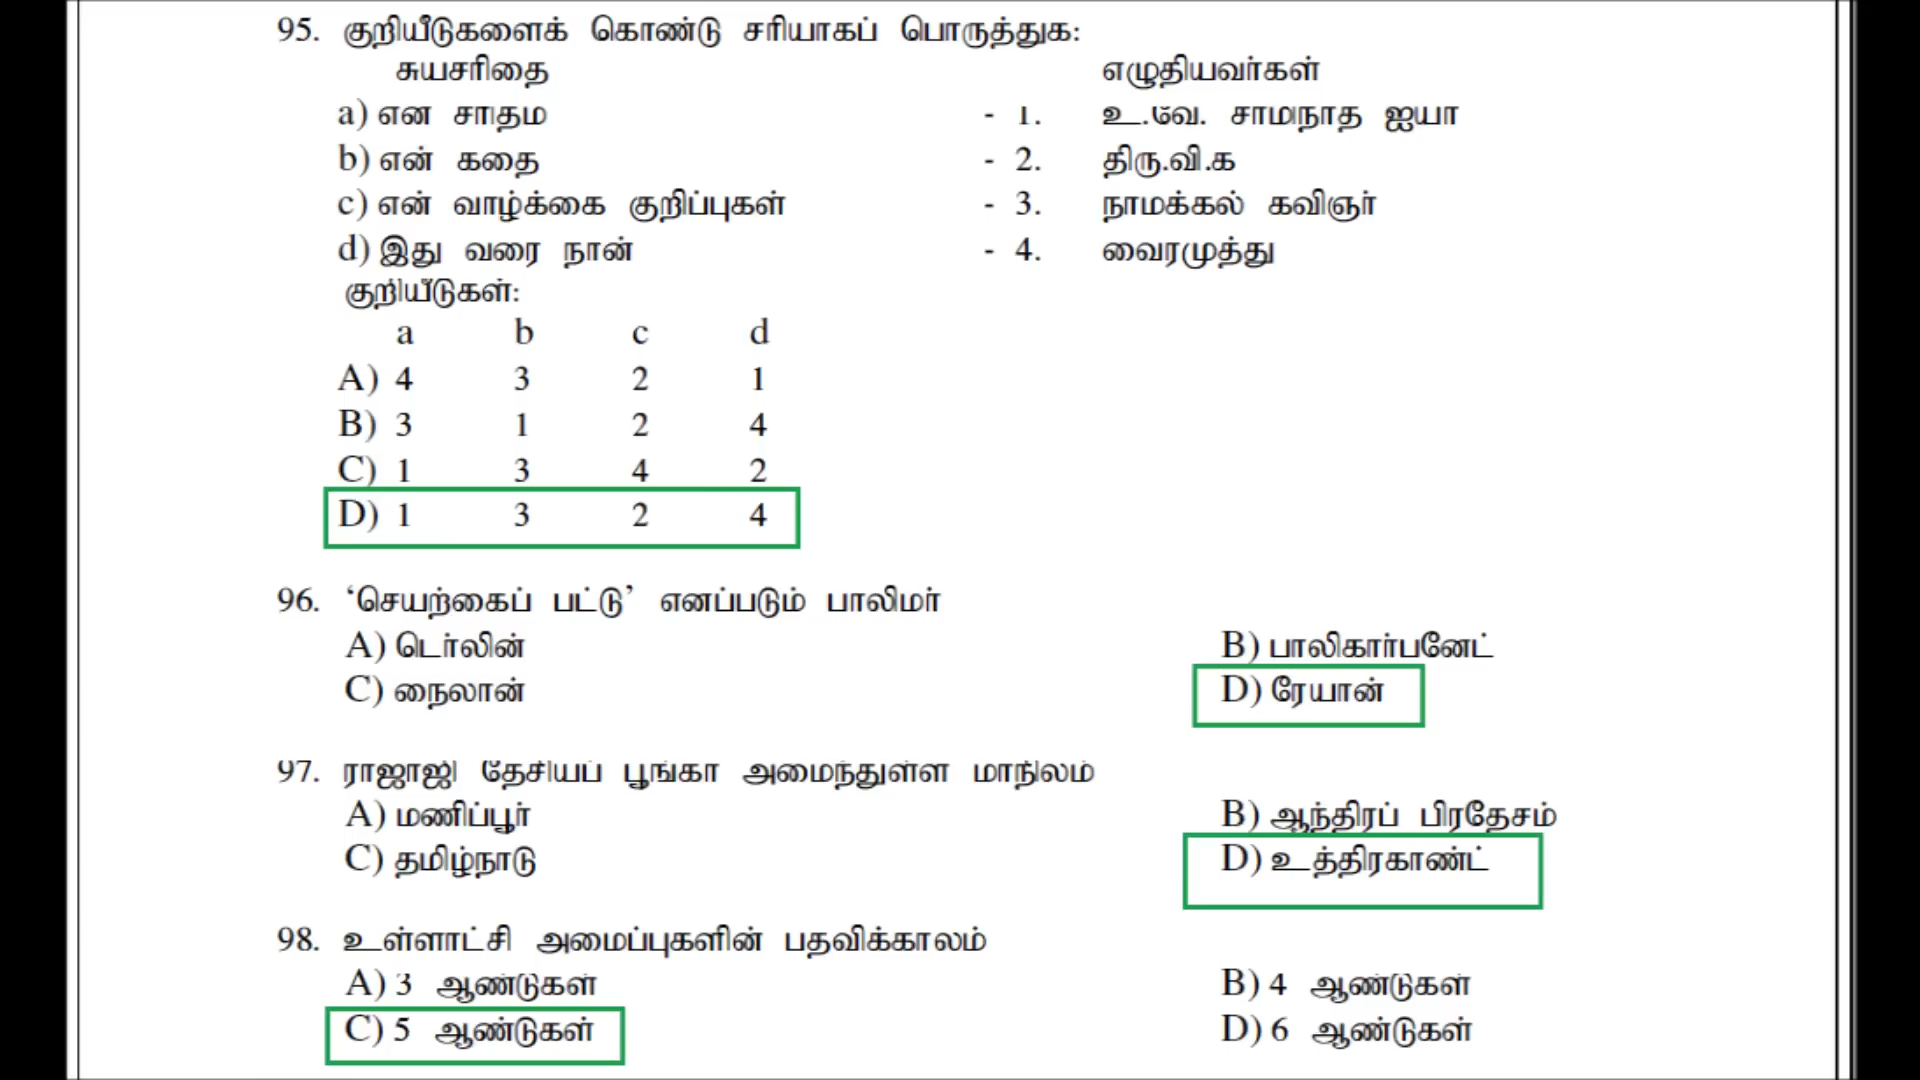 95. குறியீடுகளைக் கொண்டு சரியாகப் பொருத்துக:
சுயசரிதை எழுதியவர்கள்
a) என் சரிதம் - 1. உ.வே. சாமிநாத ஐயர்
b) என் கதை - 2. திரு.வி.க
c) என் வாழ்க்கை குறிப்புகள் - 3. நாமக்கல் கவிஞர்
d) இது வரை நான் - 4. வைரமுத்து
குறியீடுகள்:
a b c d
A) 4 3 2 1
B) 3 1 2 4
C) 1 3 4 2
D) 1 3 2 4
96. ‘செயற்கைப் பட்டு’ எனப்படும் பாலிமர்
A) டெர்லின் B) பாலிகார்பனேட்
C) நைலான் D) ரேயான்
97. ராஜாஜி தேசியப் பூங்கா அமைந்துள்ள மாநிலம்
A) மணிப்பூர் B) ஆந்திரப் பிரதேசம்
C) தமிழ்நாடு D) உத்திரகாண்ட்
98. உள்ளாட்சி அமைப்புகளின் பதவிக்காலம்
A) 3 ஆண்டுகள் B) 4 ஆண்டுகள்
C) 5 ஆண்டுகள் D) 6 ஆண்டுகள்